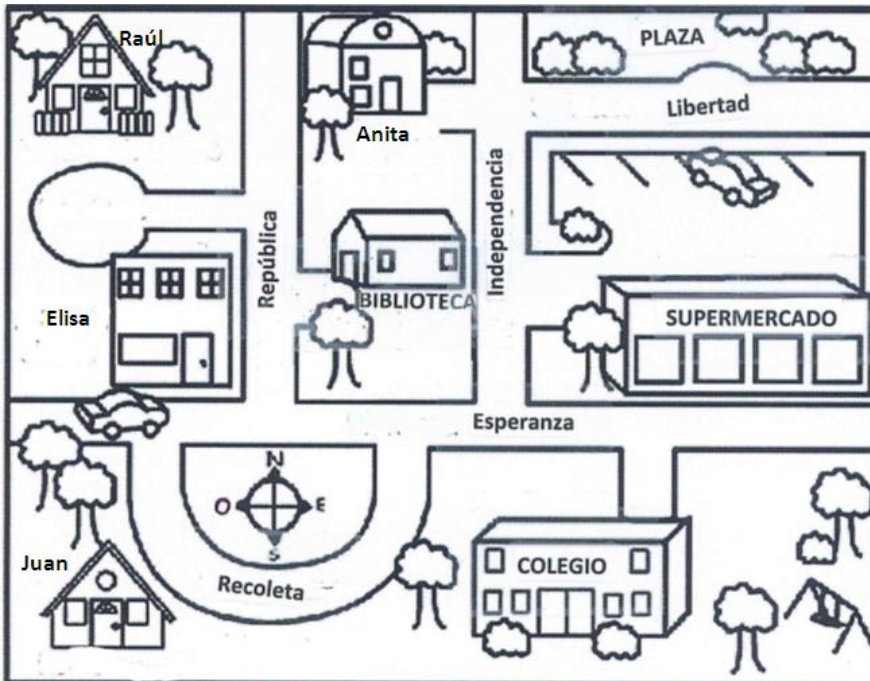 Raúl
PLAZA
Libertad
Anita
República
Independencia
BIBLIOTECA
Elisa
SUPERMERCADO
Esperanza
N
O
E
S
Juan
Recoleta
COLEGIO